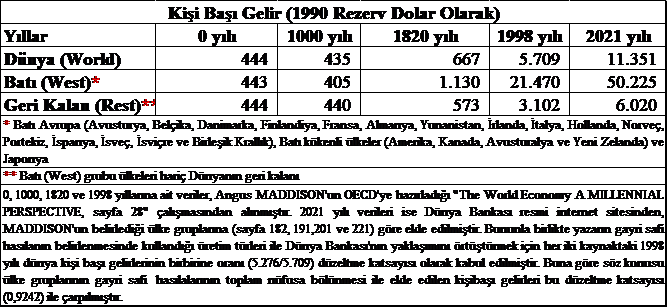 Kişi Başı Gelir (1990 Rezerv Dolar Olarak)
Yıllar 0 yılı 1000 yılı 1820 yılı 1998 yılı 2021 yılı
Dünya (World) 444 435 667 5.709 11.351
Batı (West)* 443 405 1.130 21.470 50.225
Geri Kalan (Rest)** 444 440 573 3.102 6.020
* Batı Avrupa (Avusturya, Belçika, Danimarka, Finlandiya, Fransa, Almanya, Yunanistan, İrlanda, İtalya, Hollanda, Norveç,
Portekiz, İspanya, İsveç, İsviçre ve Birleşik Krallık), Batı kökenli ülkeler (Amerika, Kanada, Avusturalya ve Yeni Zelanda) ve
Japonya
** Batı (West) grubu ülkeleri hariç Dünyanın geri kalanı
0, 1000, 1820 ve 1998 yıllarına ait veriler, Angus MADDISON'un OECD'ye hazırladığı "The World Economy A MILLENNIAL
PERSPECTIVE, sayfa 28" çalışmasından alınmıştır. 2021 yılı verileri ise Dünya Bankası resmi internet sitesinden,
MADDISON'un belirlediği ülke gruplarına (sayfa 182, 191,201 ve 221) göre elde edilmiştir. Bununla birlikte yazarın gayri safi
hasılanın belirlenmesinde kullandığı üretim türleri ile Dünya Bankası'nın yaklaşımını örtüştürmek için her iki kaynaktaki 1998
yılı dünya kişi başı gelirlerinin birbirine oranı (5.276/5.709) düzeltme katsayısı olarak kabul edilmiştir. Buna göre söz konusu
ülke gruplarının gayri safi hasılalarının toplam nüfusa bölünmesi ile elde edilen kişibaşı gelirleri bu düzeltme katsayısı
(0,9242) ile çarpılmıştır.